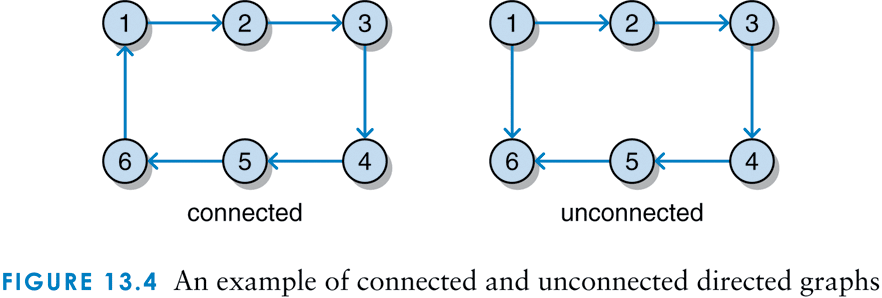 1 2 3 1 2 3
6 5 4 6 5 4
connected unconnected
FIGURE 13.4 An example of connected and unconnected directed graphs